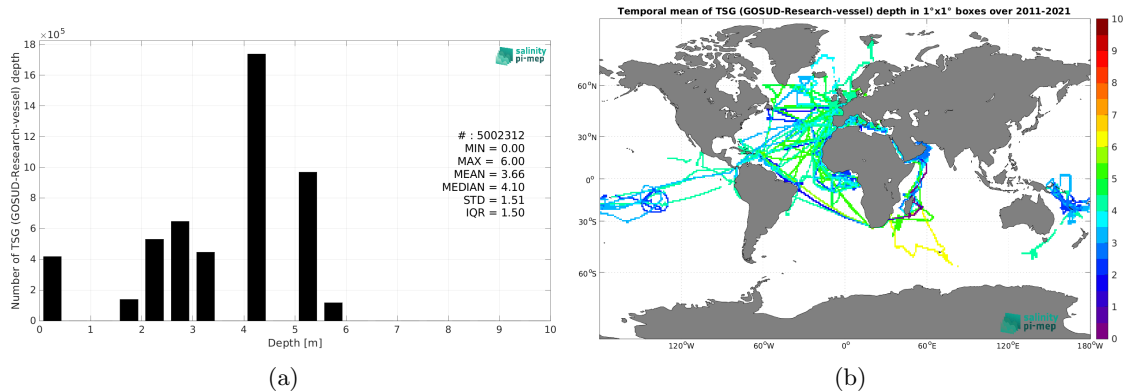 ×10⁵
18
16
14
12
10
8
6
4
2
0
Number of TSG (GOSUD-Research-vessel) depth
salinity
pi-mep
# : 5002312
MIN = 0.00
MAX = 6.00
MEAN = 3.66
MEDIAN = 4.10
STD = 1.51
IQR = 1.50
0 1 2 3 4 5 6 7 8 9 10
Depth [m]
(a)
Temporal mean of TSG (GOSUD-Research-vessel) depth in 1°x1° boxes over 2011-2021
60°N
30°N
0°
30°S
60°S
120°W 60°W 0° 60°E 120°E 180°W
salinity
pi-mep
10
9
8
7
6
5
4
3
2
1
0
(b)